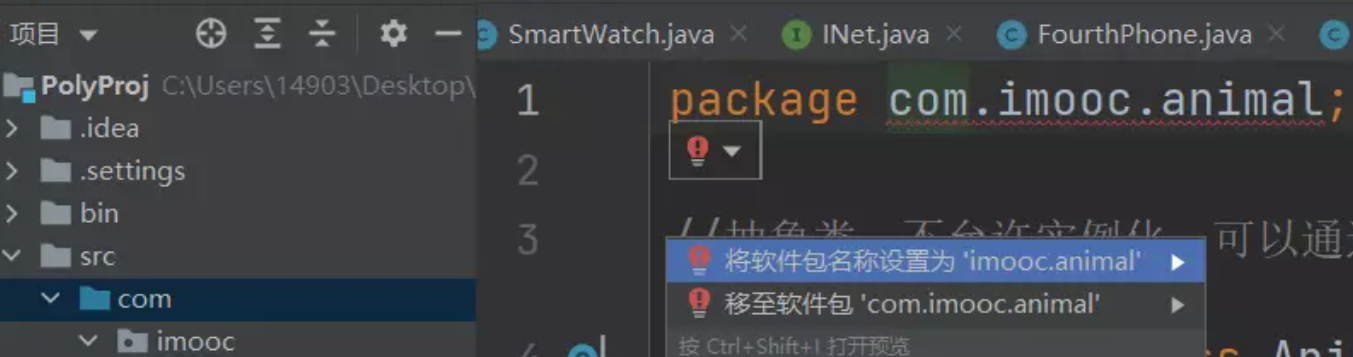 项目
PolyProj C:\Users\14903\Desktop\
.idea
.settings
bin
src
com
imooc
SmartWatch.java
INet.java
FourthPhone.java
1
package com.imooc.animal;
2
3
//抽象类，不允许实例化，可以通
将软件包名称设置为 'imooc.animal'
移至软件包 'com.imooc.animal'
按 Ctrl+Shift+I 打开预览
4